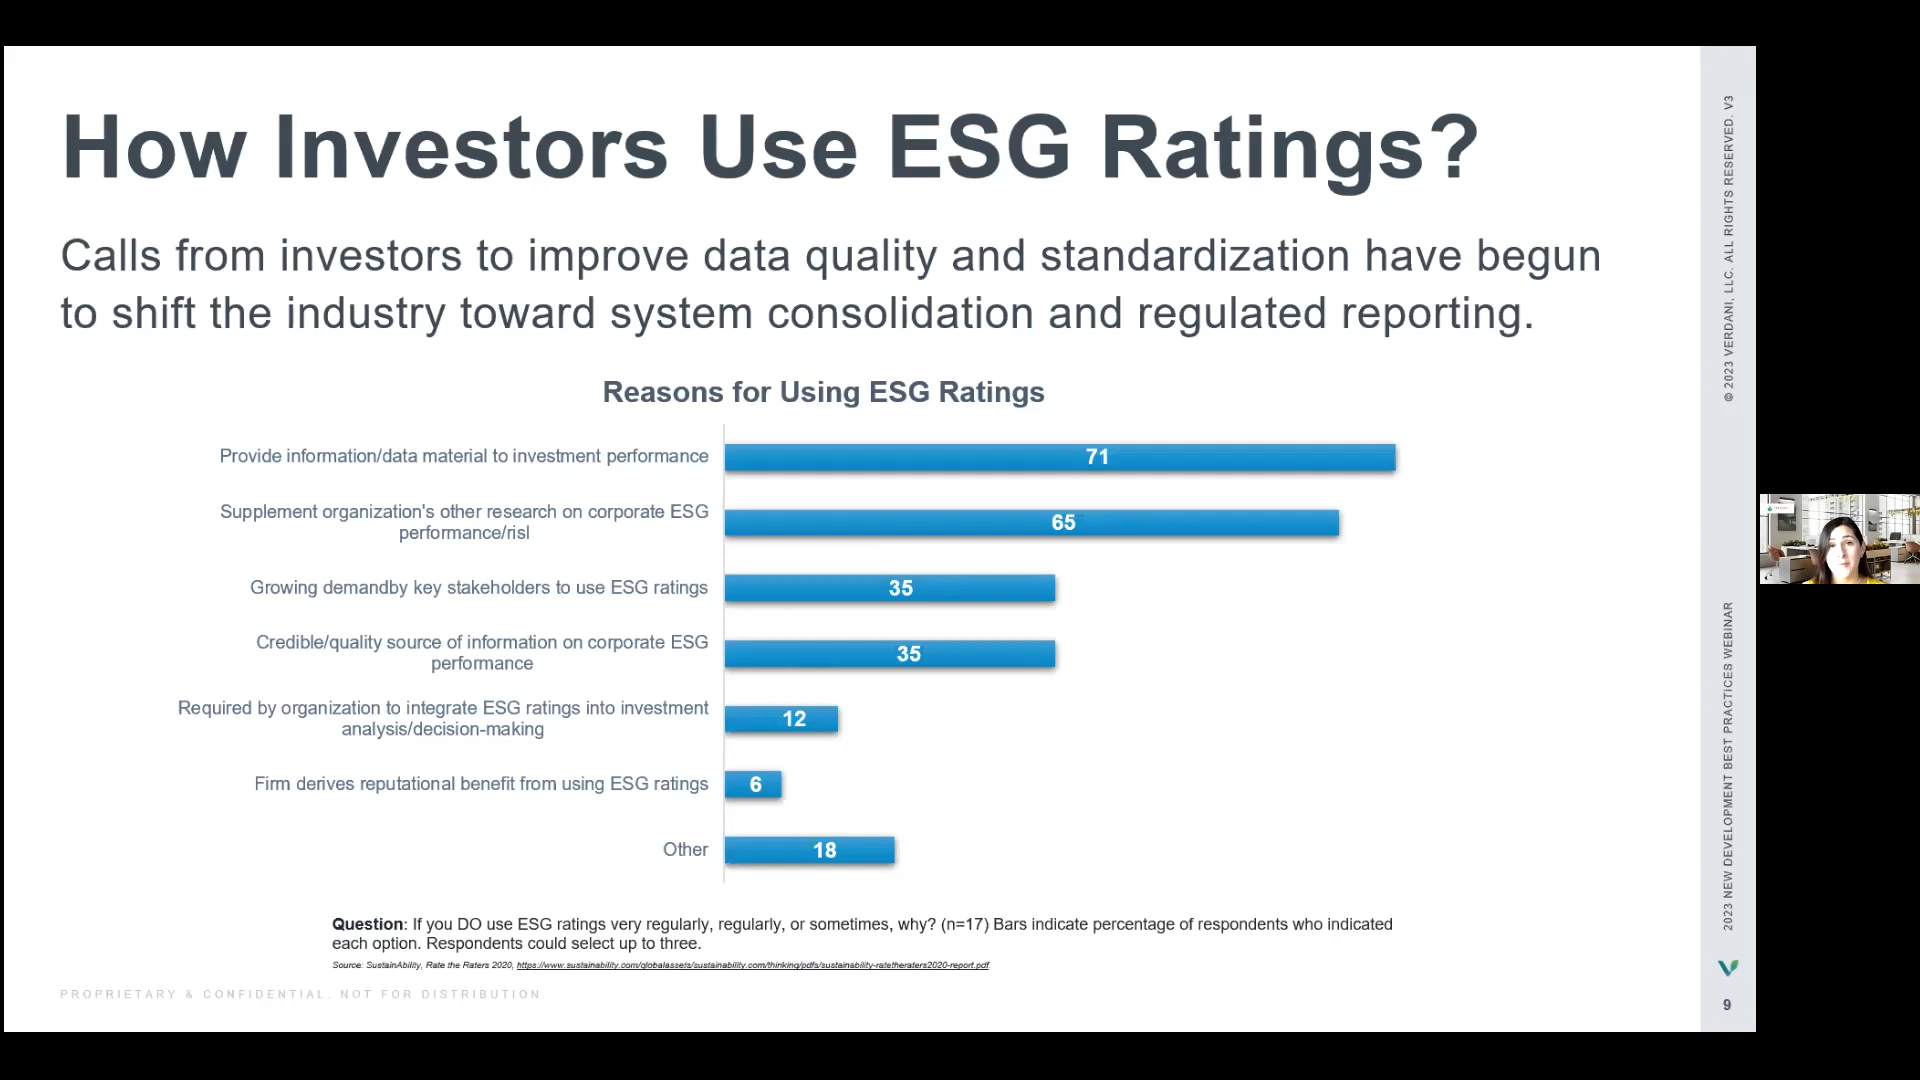 How Investors Use ESG Ratings?
Calls from investors to improve data quality and standardization have begun
to shift the industry toward system consolidation and regulated reporting.
Reasons for Using ESG Ratings
Provide information/data material to investment performance
71
Supplement organization's other research on corporate ESG
performance/risl
65
Growing demandby key stakeholders to use ESG ratings
35
Credible/quality source of information on corporate ESG
performance
35
Required by organization to integrate ESG ratings into investment
analysis/decision-making
12
Firm derives reputational benefit from using ESG ratings
6
Other
18
Question: If you DO use ESG ratings very regularly, regularly, or sometimes, why? (n=17) Bars indicate percentage of respondents who indicated
each option. Respondents could select up to three.
Source: SustainAbility, Rate the Raters 2020, https://www.sustainability.com/globalassets/sustainability.com/thinking/pdfs/sustainability-ratetheraters2020-report.pdf
PROPRIETARY & CONFIDENTIAL. NOT FOR DISTRIBUTION
© 2023 VERDANI, LLC. ALL RIGHTS RESERVED. V3
2023 NEW DEVELOPMENT BEST PRACTICES WEBINAR
9